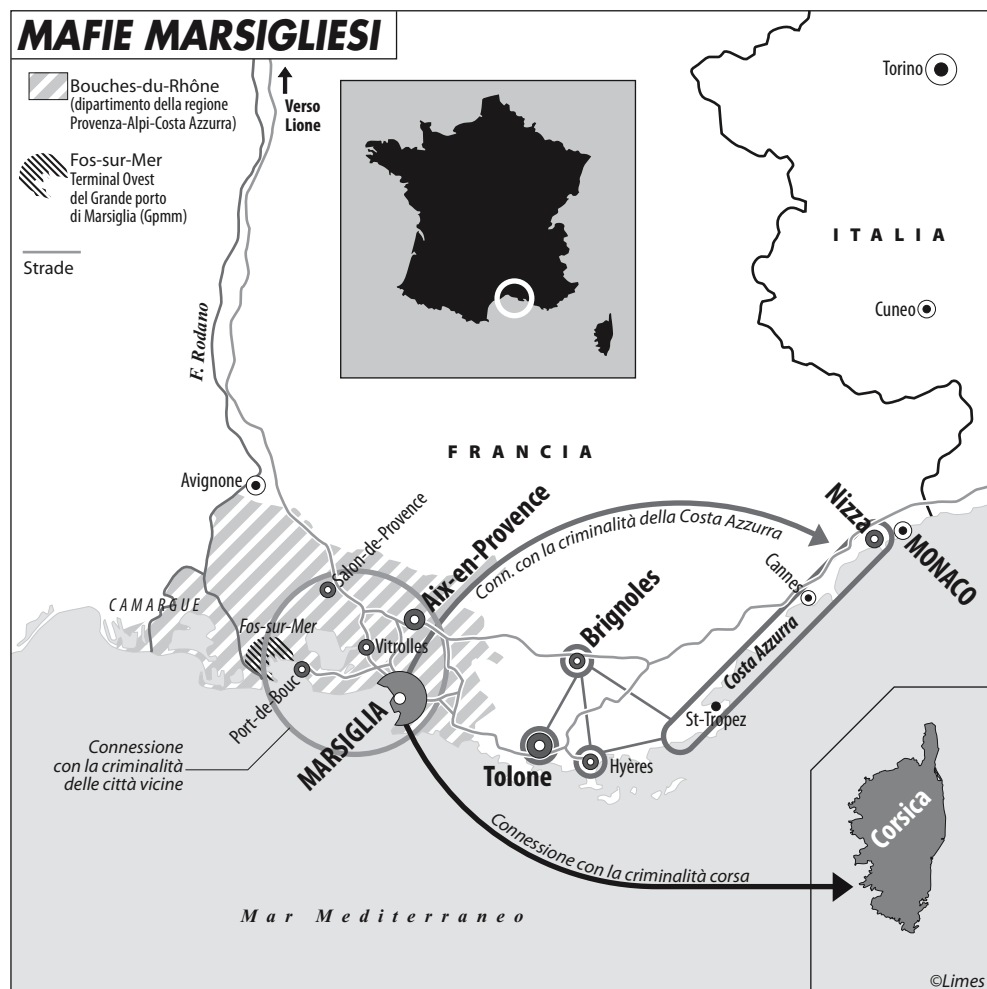 MAFIE MARSIGLIESI
Bouches-du-Rhône
(dipartimento della regione
Provenza-Alpi-Costa Azzurra)
Fos-sur-Mer
Terminal Ovest
del Grande porto
di Marsiglia (Gpmm)
Strade
Verso
Lione
Torino
ITALIA
Cuneo
F. Rodano
FRANCIA
Avignone
Salon-de-Provence
Aix-en-Provence
Conn. con la criminalità della Costa Azzurra
Nizza
MONACO
Cannes
CAMARGUE
Fos-sur-Mer
Vitrolles
Brignoles
Costa Azzurra
Port-de-Bouc
St-Tropez
MARSIGLIA
Tolone
Hyères
Connessione
con la criminalità
delle città vicine
Connessione con la criminalità corsa
Corsica
Mar Mediterraneo
©Limes